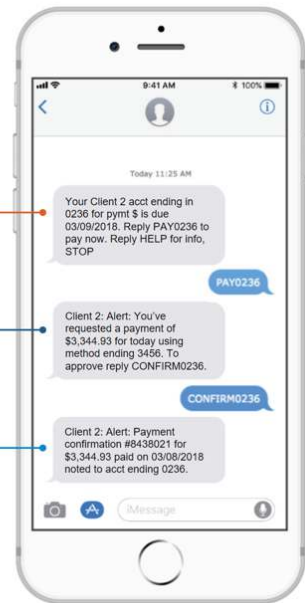 9:41 AM
100%
Today 11:25 AM
Your Client 2 acct ending in
0236 for pymt $ is due
03/09/2018. Reply PAY0236 to
pay now. Reply HELP for info,
STOP
PAY0236
Client 2: Alert: You've
requested a payment of
$3,344.93 for today using
method ending 3456. To
approve reply CONFIRM0236.
CONFIRM0236
Client 2: Alert: Payment
confirmation #8438021 for
$3,344.93 paid on 03/08/2018
noted to acct ending 0236.
iMessage